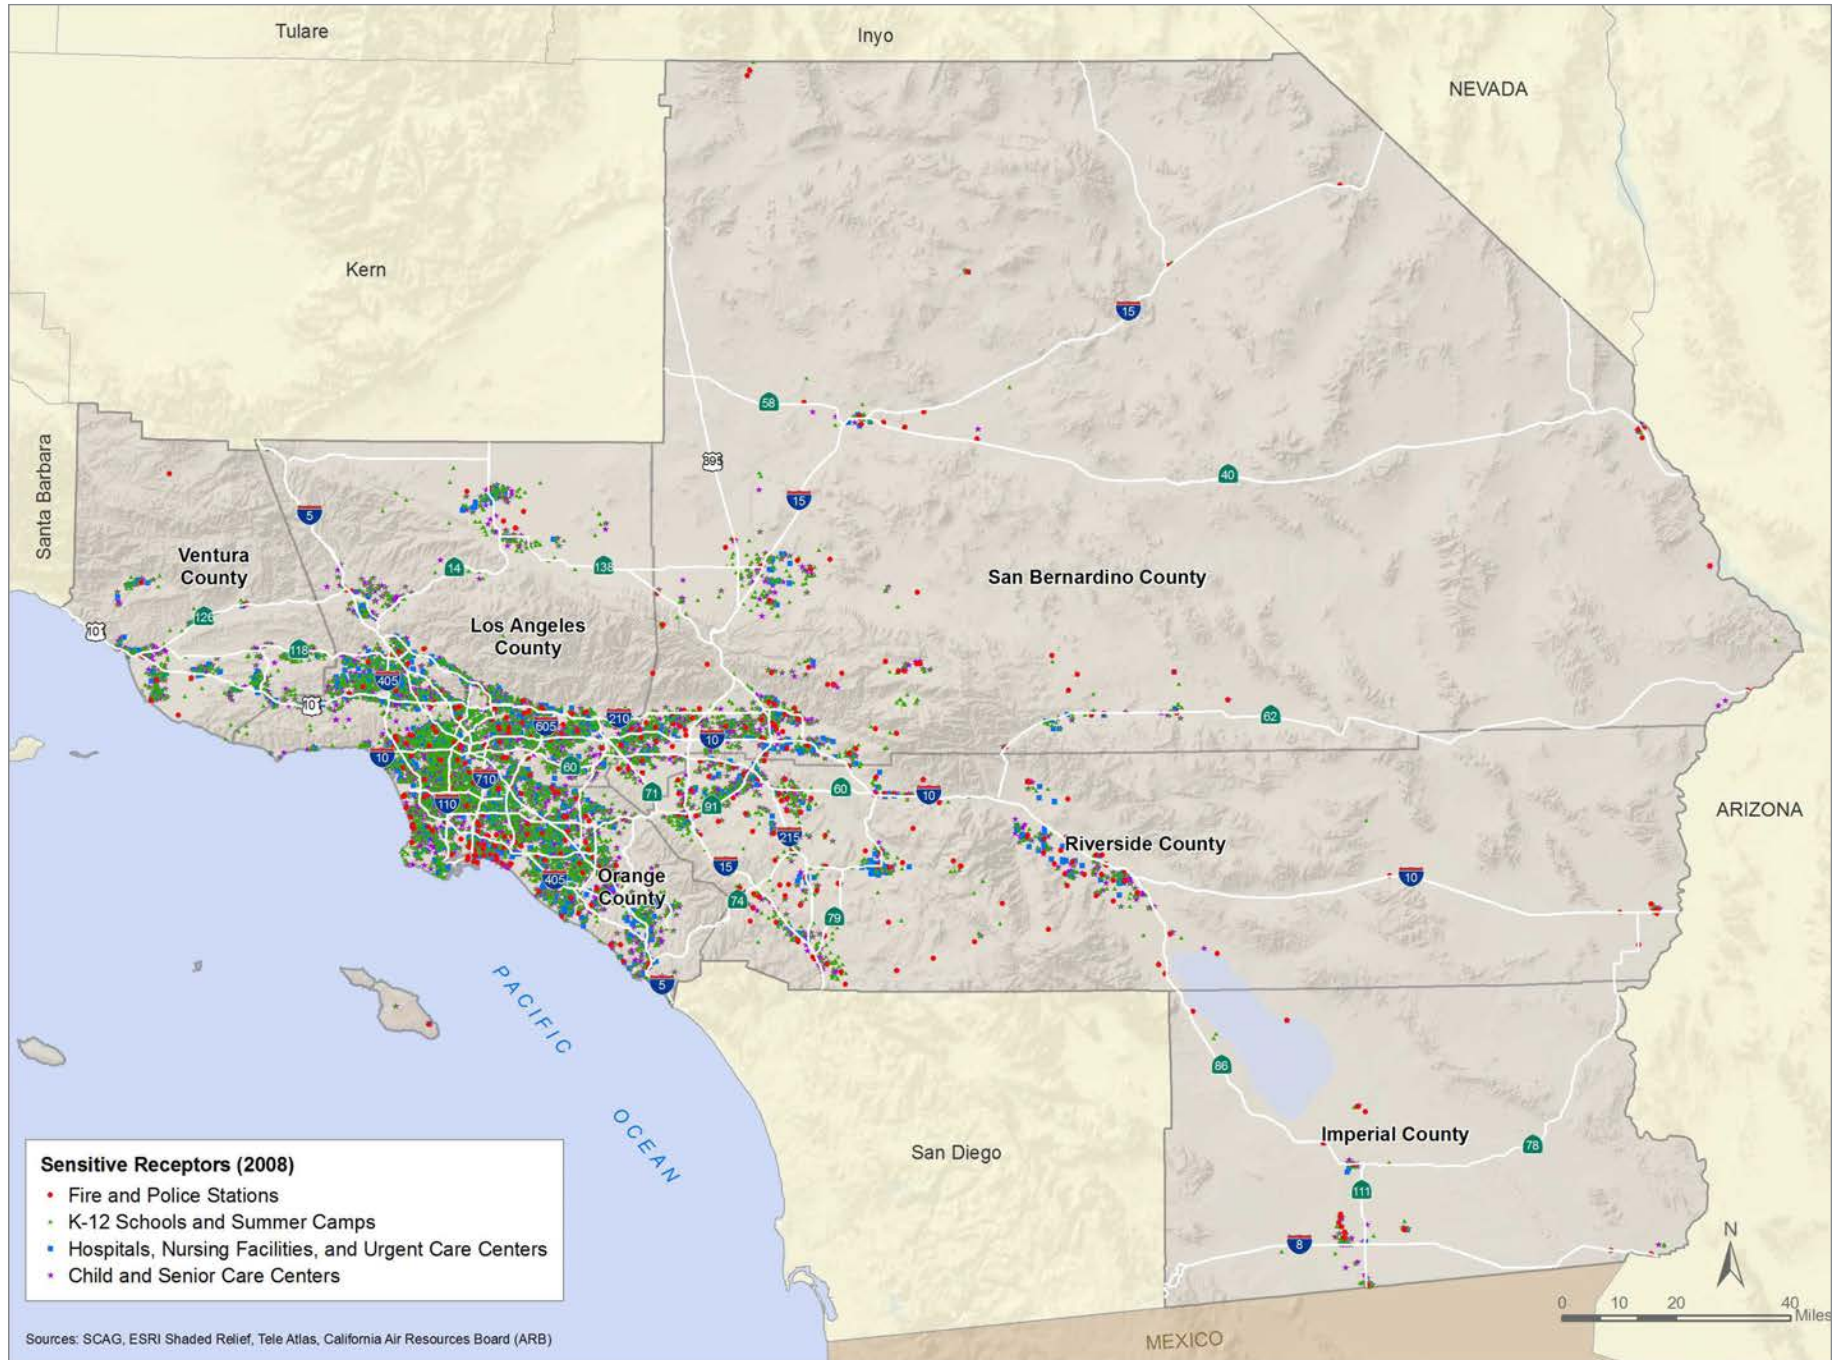 Tulare
Inyo
NEVADA
Kern
15
58
395
40
Santa Barbara
5
15
Ventura
County
14
138
San Bernardino County
126
101
Los Angeles
County
118
405
101
210
605
62
10
10
60
710
71
60
10
ARIZONA
110
91
215
Riverside County
15
10
405
Orange
County
74
79
5
PACIFIC
OCEAN
86
San Diego
Imperial County
78
111
8
N
Sensitive Receptors (2008)
Fire and Police Stations
K-12 Schools and Summer Camps
Hospitals, Nursing Facilities, and Urgent Care Centers
Child and Senior Care Centers
0 10 20 40
Miles
Sources: SCAG, ESRI Shaded Relief, Tele Atlas, California Air Resources Board (ARB)
MEXICO